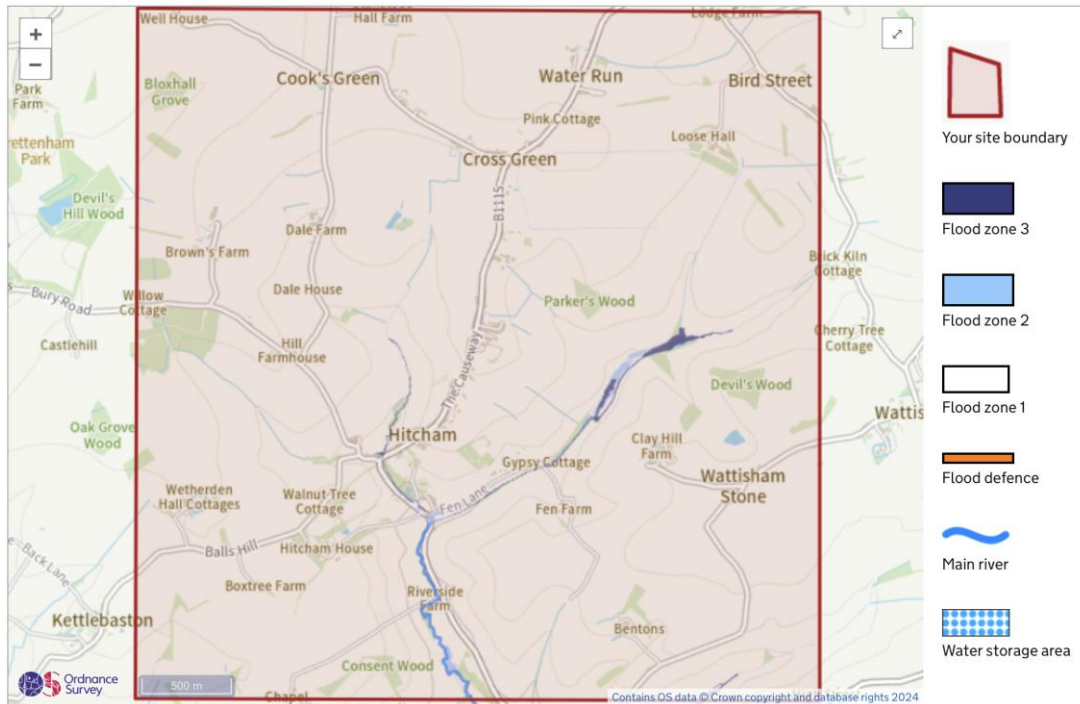 Well House
Hall Farm
Lodge Farm
+
−
Park
Farm
Bloxhall
Grove
Cook's Green
Water Run
Bird Street
Pink Cottage
Loose Hall
Cross Green
rettenham
Park
Devil's
Hill Wood
B1115
Dale Farm
Brown's Farm
Brick Kiln
Cottage
Dale House
Parker's Wood
Bury Road
Willow
Cottage
Cherry Tree
Cottage
Castlehill
Hill
Farmhouse
The Causeway
Devil's Wood
Oak Grove
Wood
Hitcham
Wattis
Clay Hill
Farm
Gypsy Cottage
Wattisham
Stone
Wetherden
Hall Cottages
Walnut Tree
Cottage
Fen Lane
Fen Farm
Balls Hill
Hitcham House
Back Lane
Boxtree Farm
Riverside
Farm
Kettlebaston
Bentons
Consent Wood
Ordnance
Survey
500 m
Chapel
Contains OS data © Crown copyright and database rights 2024
Your site boundary
Flood zone 3
Flood zone 2
Flood zone 1
Flood defence
Main river
Water storage area